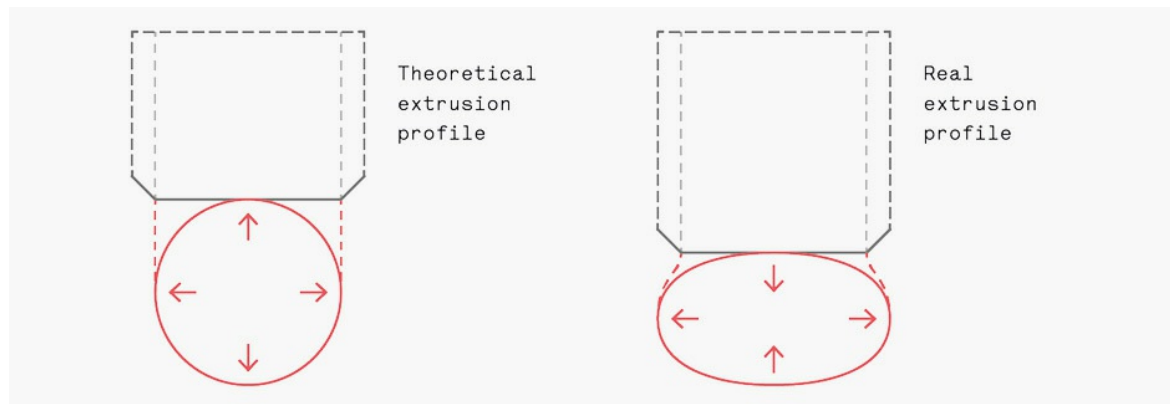 Theoretical
extrusion
profile
Real
extrusion
profile